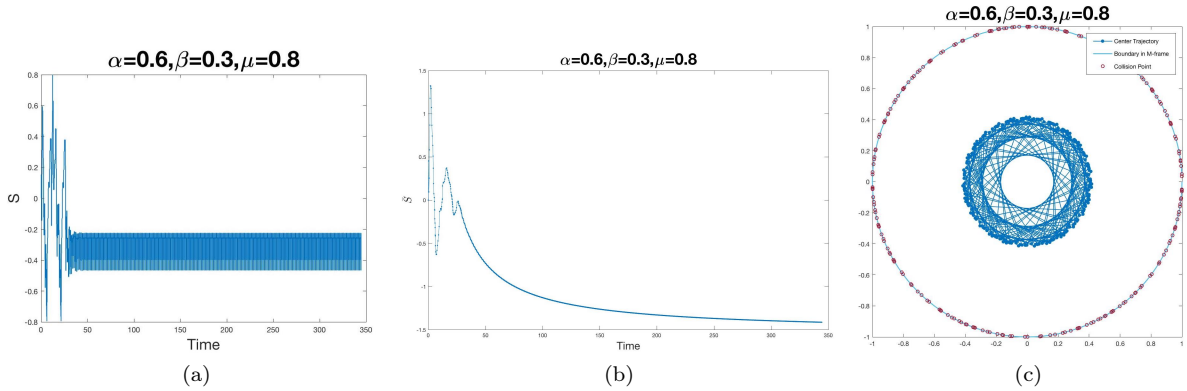 α=0.6,β=0.3,μ=0.8
0.8
0.6
0.4
0.2
0
-0.2
-0.4
-0.6
-0.8
S
0 50 100 150 200 250 300 350
Time
(a)
α=0.6,β=0.3,μ=0.8
1.5
1
0.5
0
-0.5
-1
-1.5
S̄
0 50 100 150 200 250 300 350
Time
(b)
α=0.6,β=0.3,μ=0.8
1
0.8
0.6
0.4
0.2
0
-0.2
-0.4
-0.6
-0.8
-1
Center Trajectory
Boundary in M-frame
Collision Point
-1 -0.8 -0.6 -0.4 -0.2 0 0.2 0.4 0.6 0.8 1
(c)